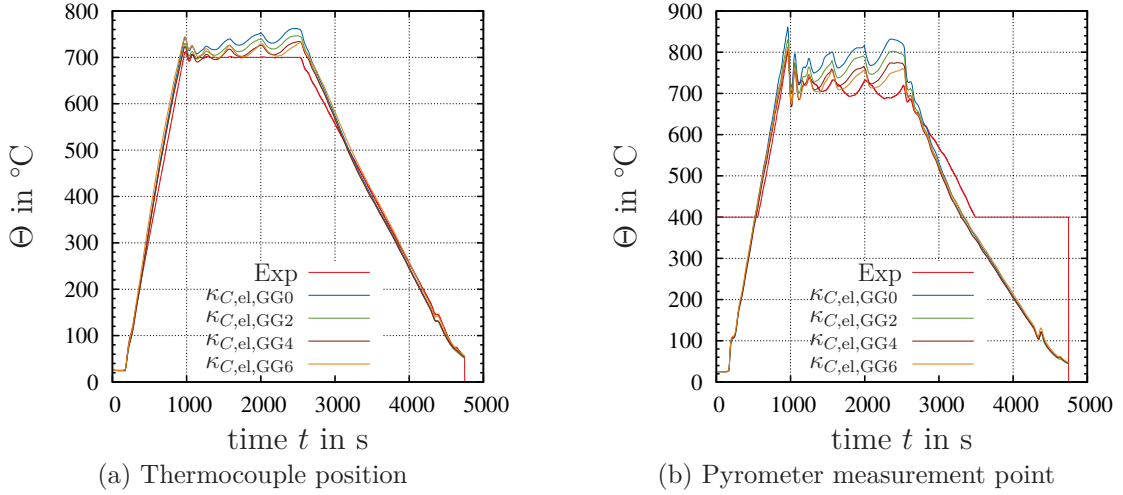 800
700
600
500
400
300
200
100
0
Θ in °C
Exp
κC,el,GG0
κC,el,GG2
κC,el,GG4
κC,el,GG6
0 1000 2000 3000 4000 5000
time t in s
(a) Thermocouple position
900
800
700
600
500
400
300
200
100
0
Θ in °C
Exp
κC,el,GG0
κC,el,GG2
κC,el,GG4
κC,el,GG6
0 1000 2000 3000 4000 5000
time t in s
(b) Pyrometer measurement point